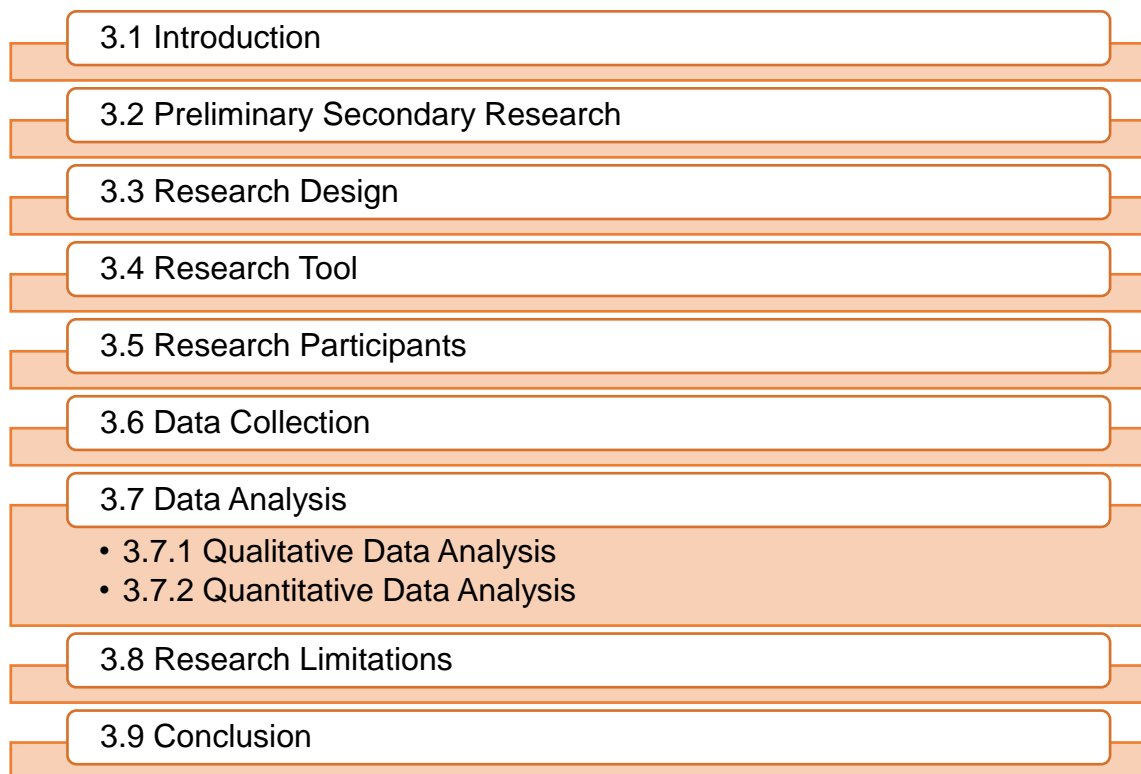 3.1 Introduction
3.2 Preliminary Secondary Research
3.3 Research Design
3.4 Research Tool
3.5 Research Participants
3.6 Data Collection
3.7 Data Analysis
• 3.7.1 Qualitative Data Analysis
• 3.7.2 Quantitative Data Analysis
3.8 Research Limitations
3.9 Conclusion